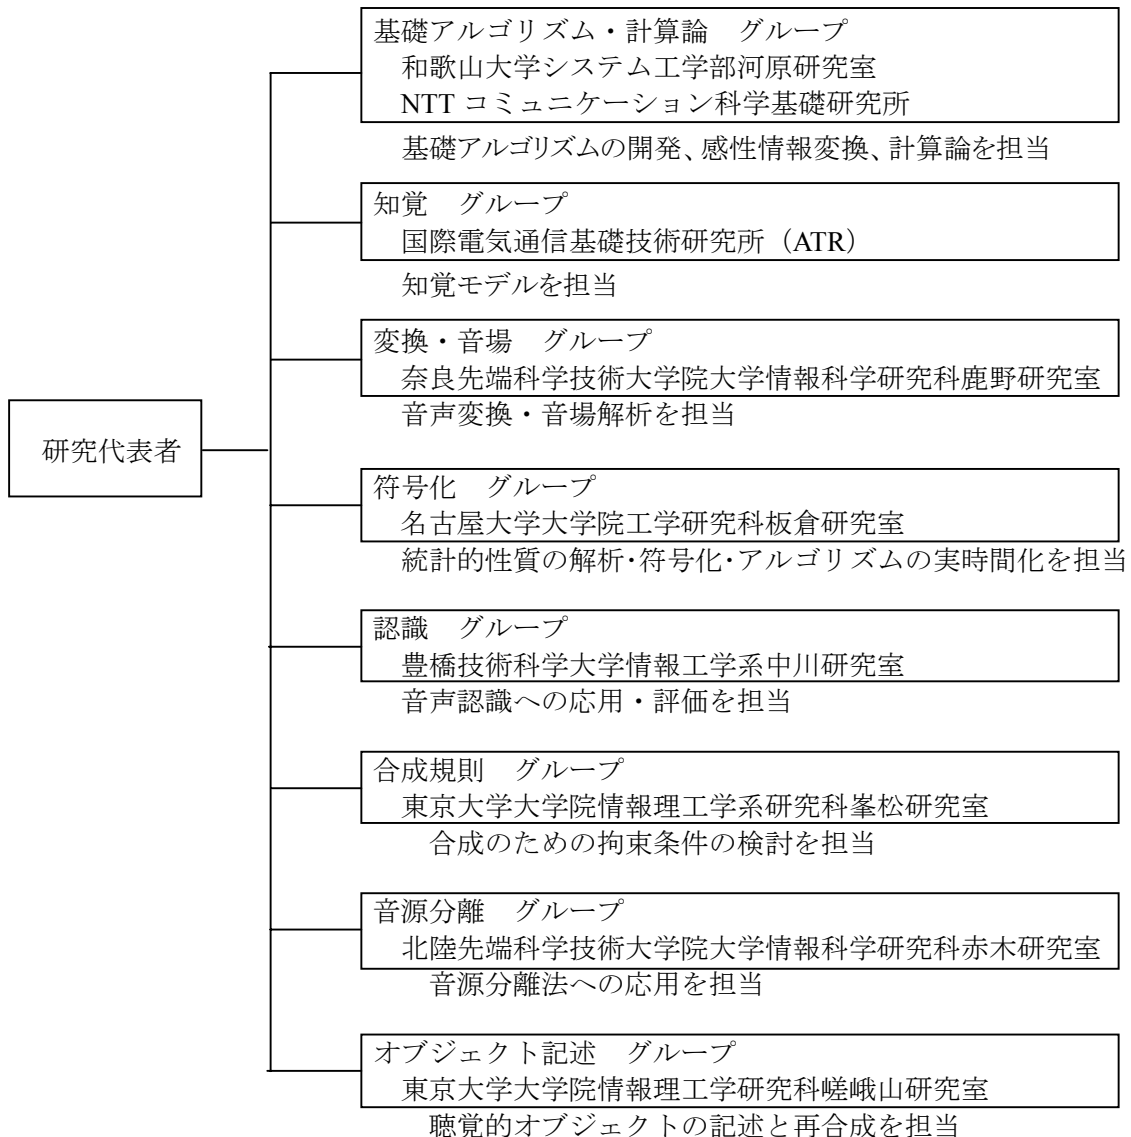 基礎アルゴリズム・計算論　グループ
和歌山大学システム工学部河原研究室
NTT コミュニケーション科学基礎研究所
基礎アルゴリズムの開発、感性情報変換、計算論を担当
知覚　グループ
国際電気通信基礎技術研究所（ATR）
知覚モデルを担当
変換・音場　グループ
奈良先端科学技術大学院大学情報科学研究科鹿野研究室
音声変換・音場解析を担当
研究代表者
符号化　グループ
名古屋大学大学院工学研究科板倉研究室
統計的性質の解析・符号化・アルゴリズムの実時間化を担当
認識　グループ
豊橋技術科学大学情報工学系中川研究室
音声認識への応用・評価を担当
合成規則　グループ
東京大学大学院情報理工学系研究科峯松研究室
合成のための拘束条件の検討を担当
音源分離　グループ
北陸先端科学技術大学院大学情報科学研究科赤木研究室
音源分離法への応用を担当
オブジェクト記述　グループ
東京大学大学院情報理工学研究科嵯峨山研究室
聴覚的オブジェクトの記述と再合成を担当